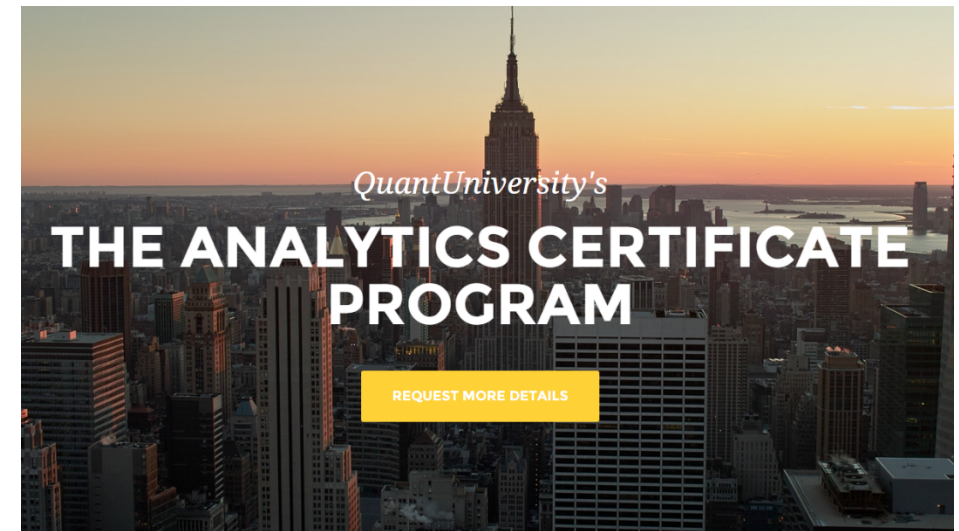 QuantUniversity's
THE ANALYTICS CERTIFICATE
PROGRAM
REQUEST MORE DETAILS